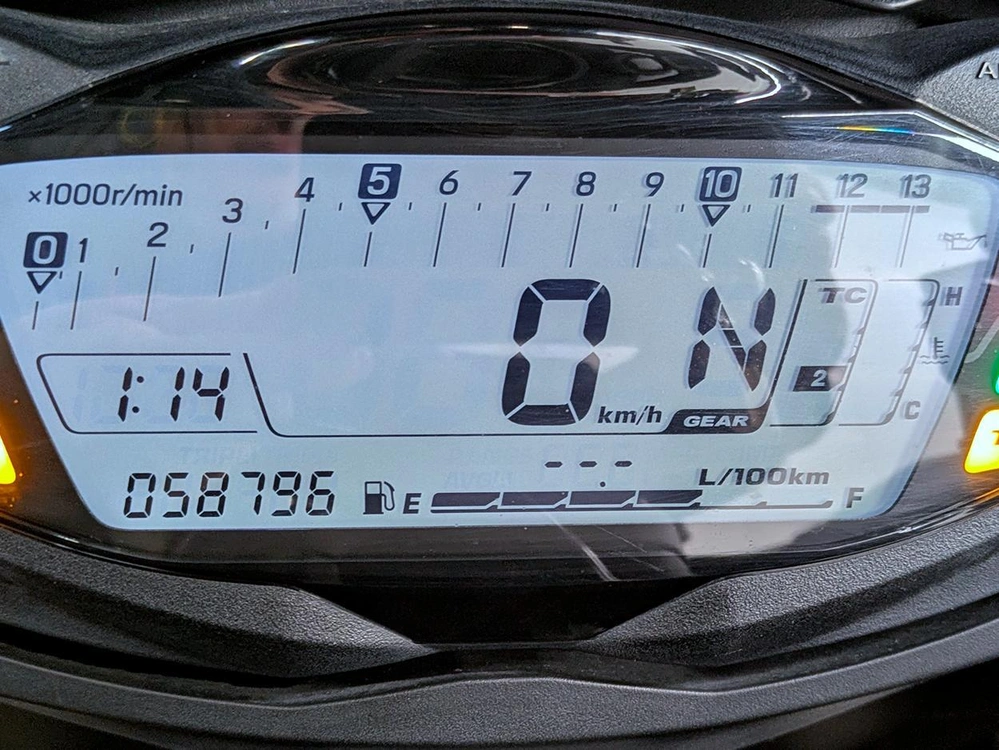 ×1000r/min
0 1 2 3 4 5 6 7 8 9 10 11 12 13
TC
H
0 km/h
N
GEAR
2
C
1:14
--.- L/100km
058796
E F